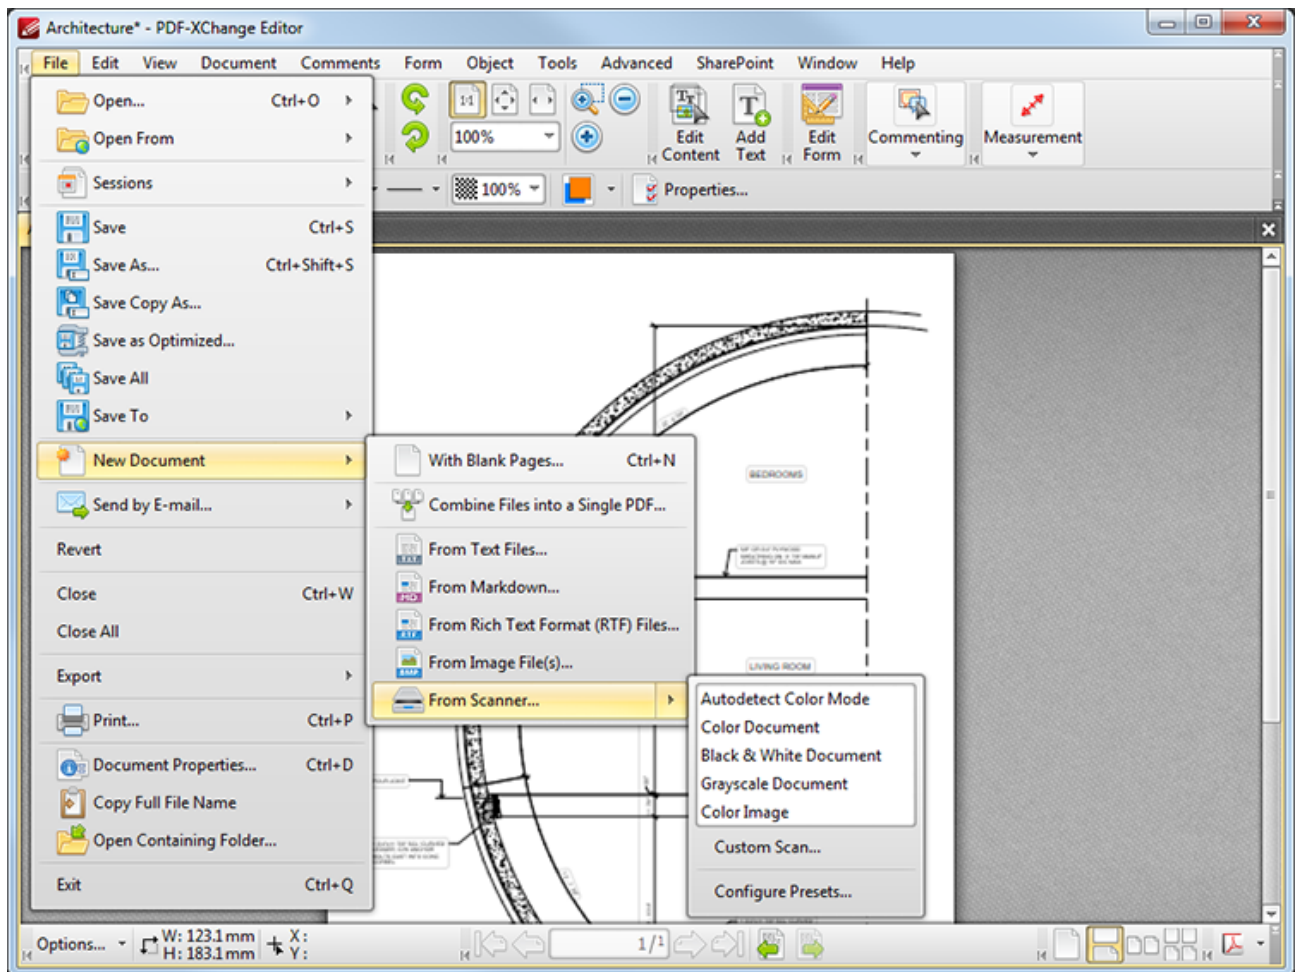 Architecture* - PDF-XChange Editor
File Edit View Document Comments Form Object Tools Advanced SharePoint Window Help
Open... Ctrl+O
Open From
Sessions
Save Ctrl+S
Save As... Ctrl+Shift+S
Save Copy As...
Save as Optimized...
Save All
Save To
New Document
Send by E-mail...
Revert
Close Ctrl+W
Close All
Export
Print... Ctrl+P
Document Properties... Ctrl+D
Copy Full File Name
Open Containing Folder...
Exit Ctrl+Q
1:1
100%
Edit Content
Add Text
Edit Form
Commenting
Measurement
100%
Properties...
With Blank Pages... Ctrl+N
Combine Files into a Single PDF...
From Text Files...
From Markdown...
From Rich Text Format (RTF) Files...
From Image File(s)...
From Scanner...
Autodetect Color Mode
Color Document
Black & White Document
Grayscale Document
Color Image
Custom Scan...
Configure Presets...
BEDROOMS
LIVING ROOM
Options...
W: 123.1 mm
H: 183.1 mm
X:
Y:
1/1